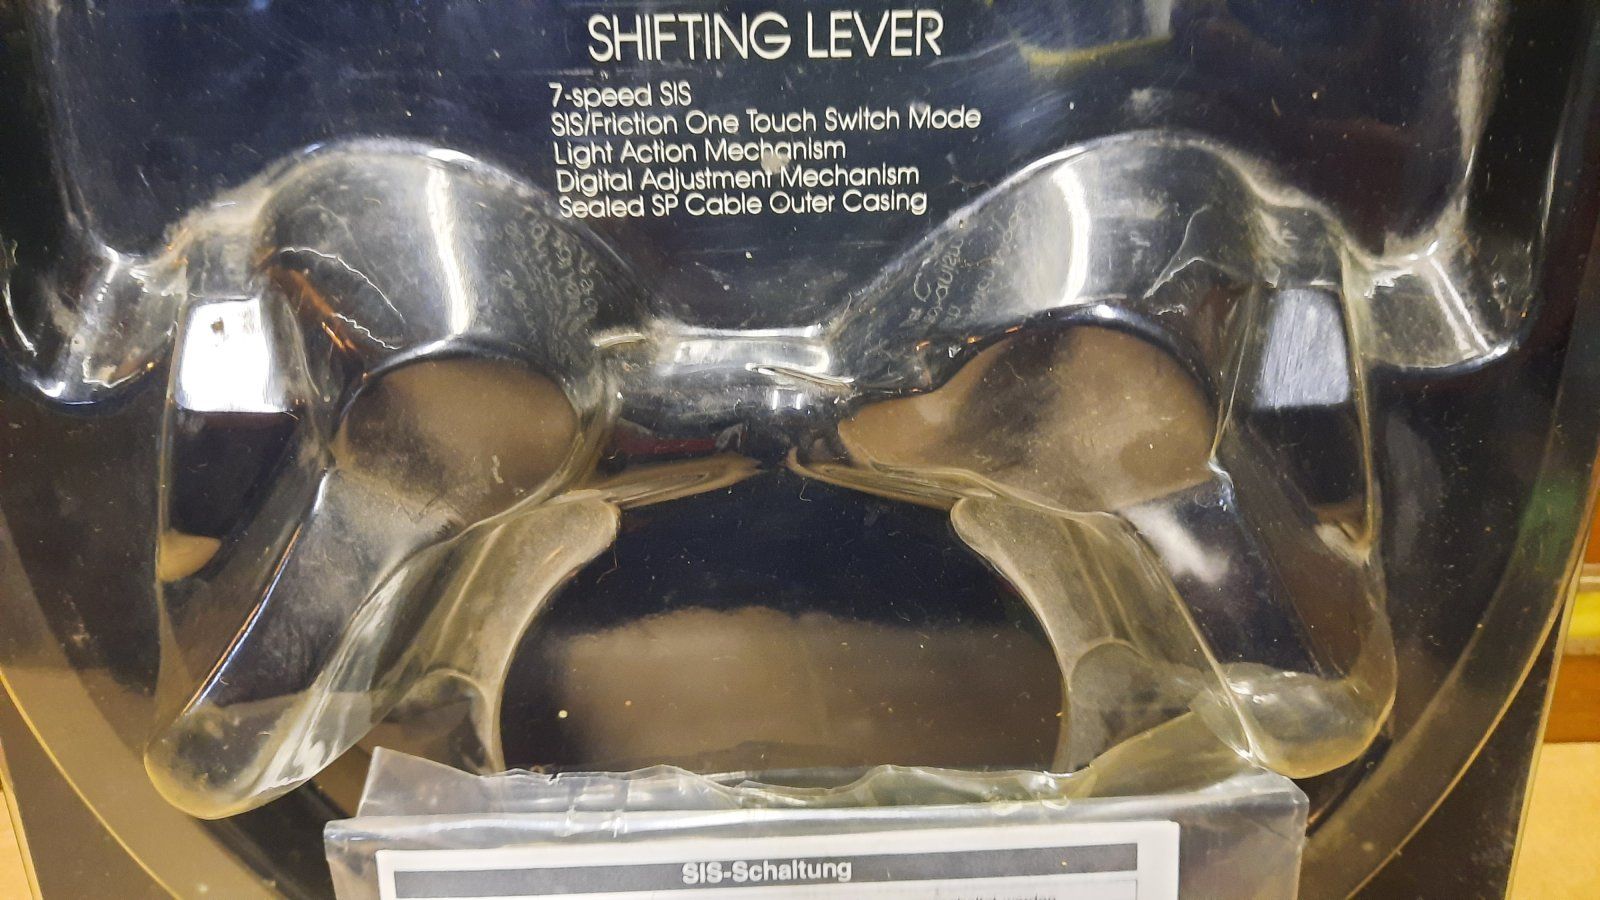 SHIFTING LEVER
7-speed SIS
SIS/Friction One Touch Switch Mode
Light Action Mechanism
Digital Adjustment Mechanism
Sealed SP Cable Outer Casing
SIS-Schaltung